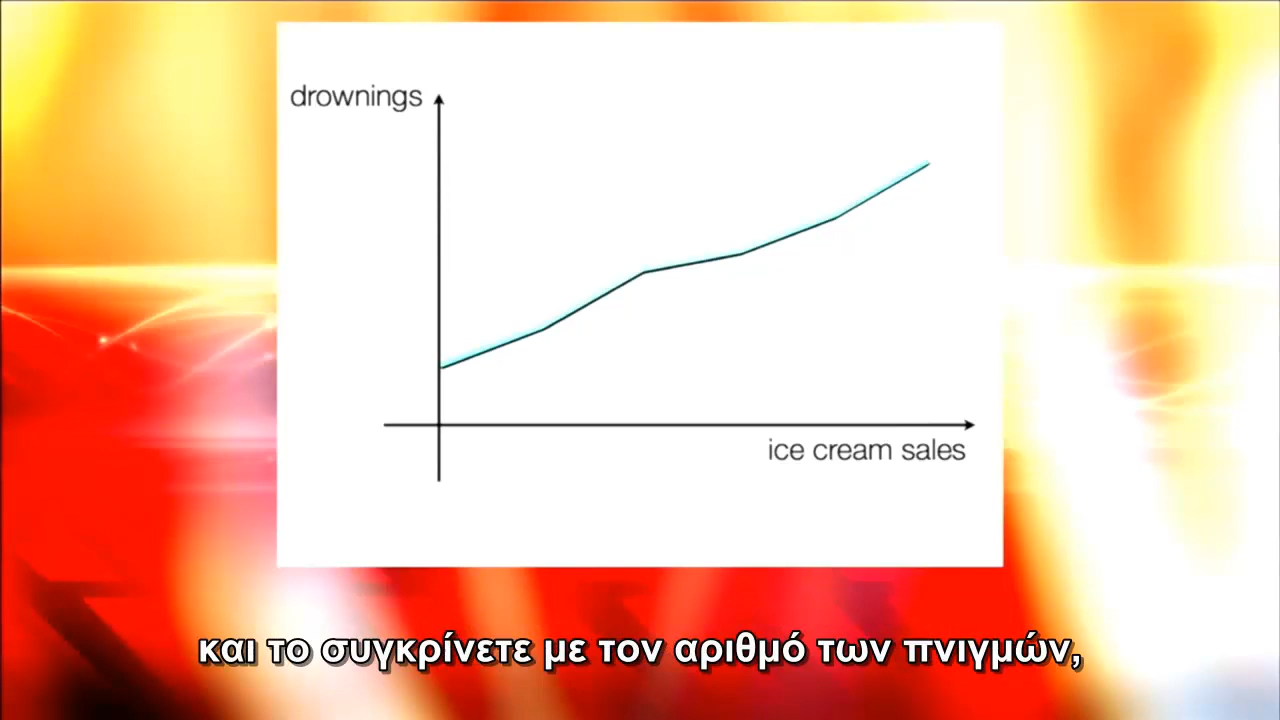 drownings
ice cream sales
και το συγκρίνετε με τον αριθμό των πνιγμών,